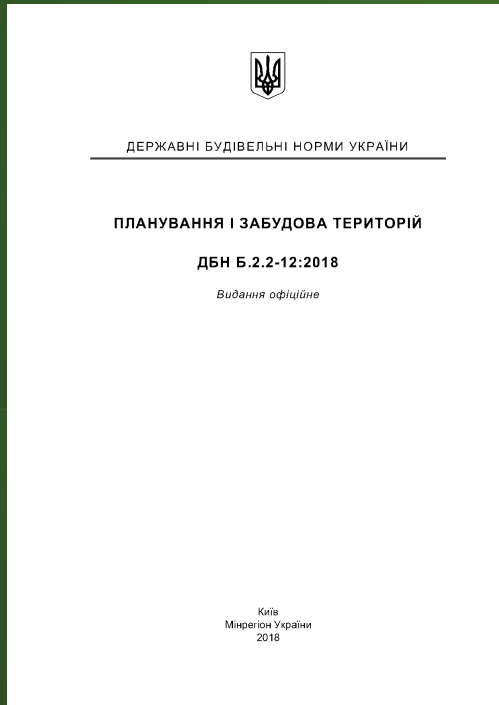 ДЕРЖАВНІ БУДІВЕЛЬНІ НОРМИ УКРАЇНИ
ПЛАНУВАННЯ І ЗАБУДОВА ТЕРИТОРІЙ
ДБН Б.2.2-12:2018
Видання офіційне
Київ
Мінрегіон України
2018